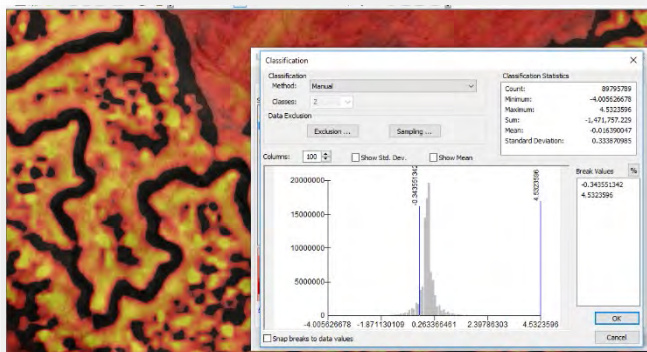 Classification
Classification
Method: Manual
Classes: 2
Data Exclusion
Exclusion ... Sampling ...
Classification Statistics
Count: 89795789
Minimum: -4.005626678
Maximum: 4.5323596
Sum: -1,471,757.229
Mean: -0.016390047
Standard Deviation: 0.333870985
Columns: 100 Show Std. Dev. Show Mean
Break Values %
-0.343551342
4.5323596
-0.343551342
4.5323596
20000000
15000000
10000000
5000000
0
-4.005626678 -1.871130109 0.263366461 2.39786303 4.5323596
Snap breaks to data values
OK
Cancel